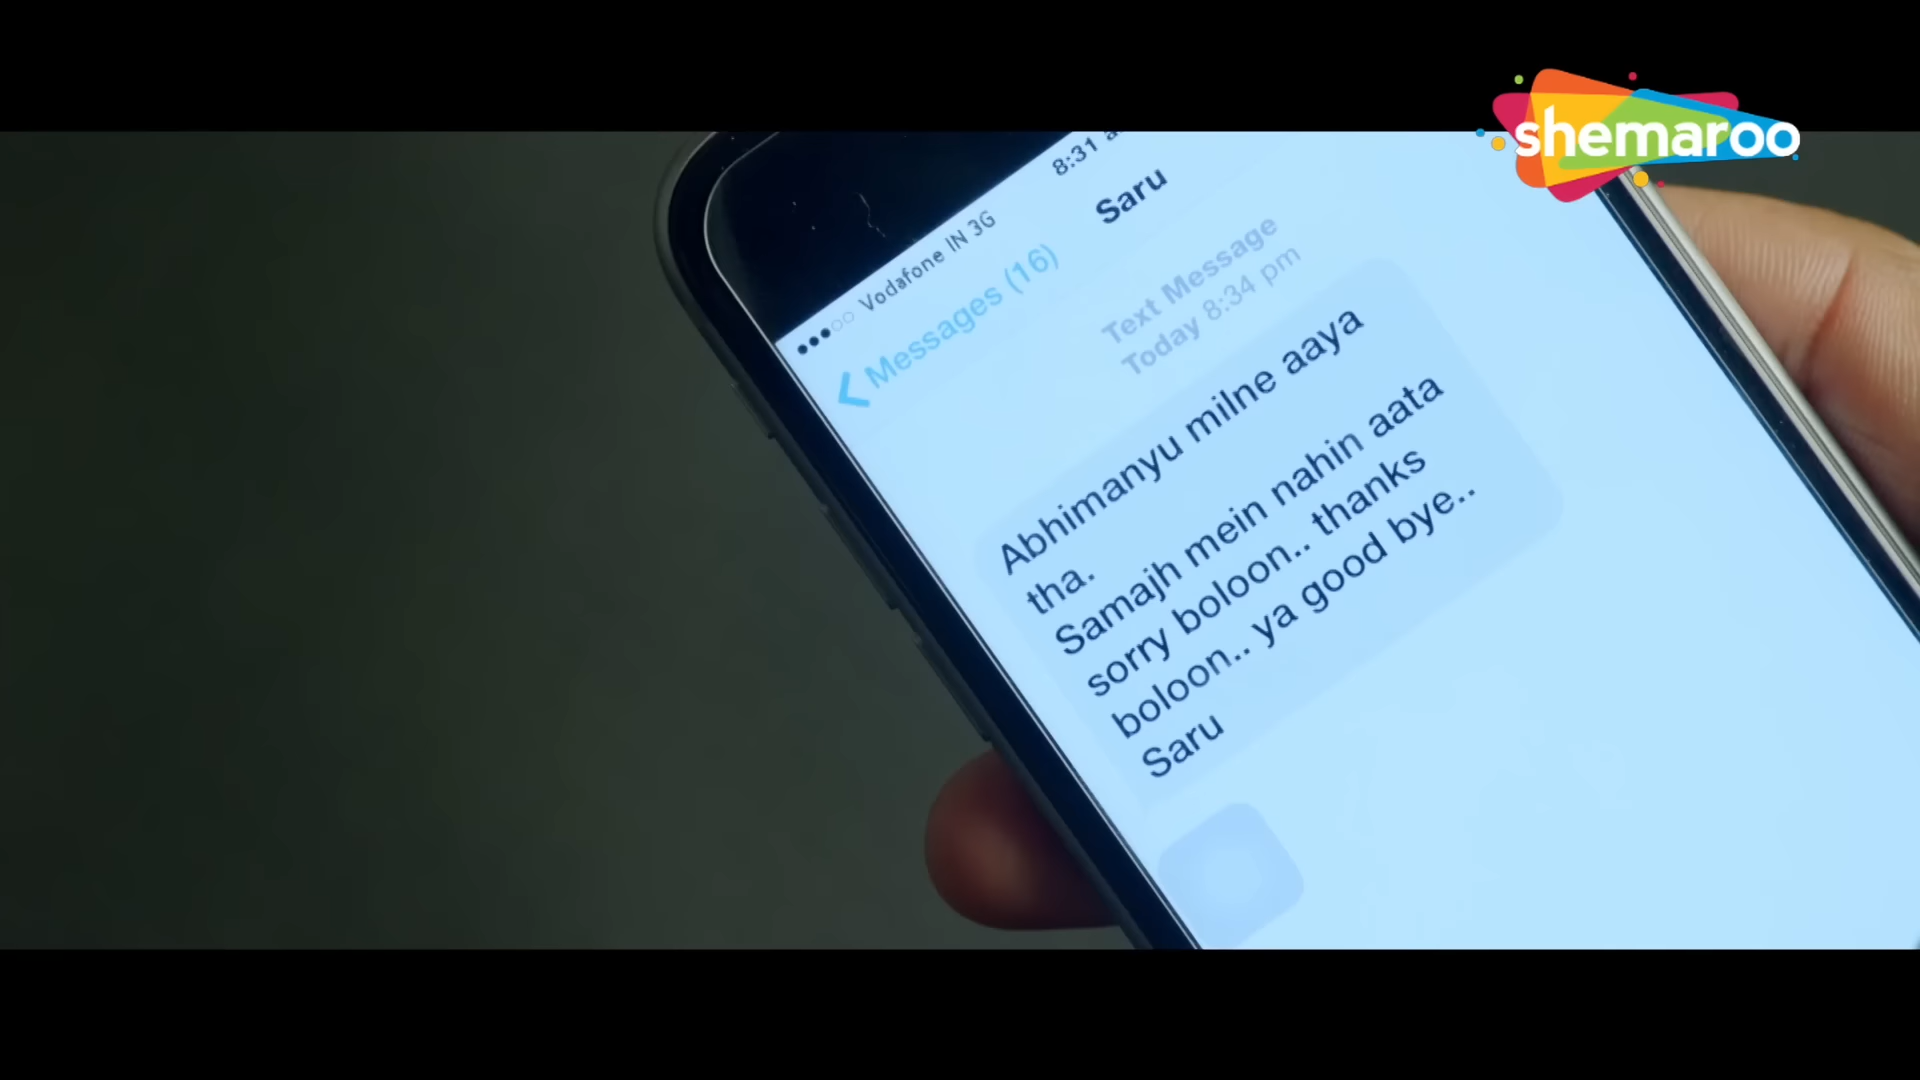 shemaroo
Vodafone IN 3G
8:31
Messages (16)
Saru
Text Message
Today 8:34 pm
Abhimanyu milne aaya
tha.
Samajh mein nahin aata
sorry boloon.. thanks
boloon.. ya good bye..
Saru